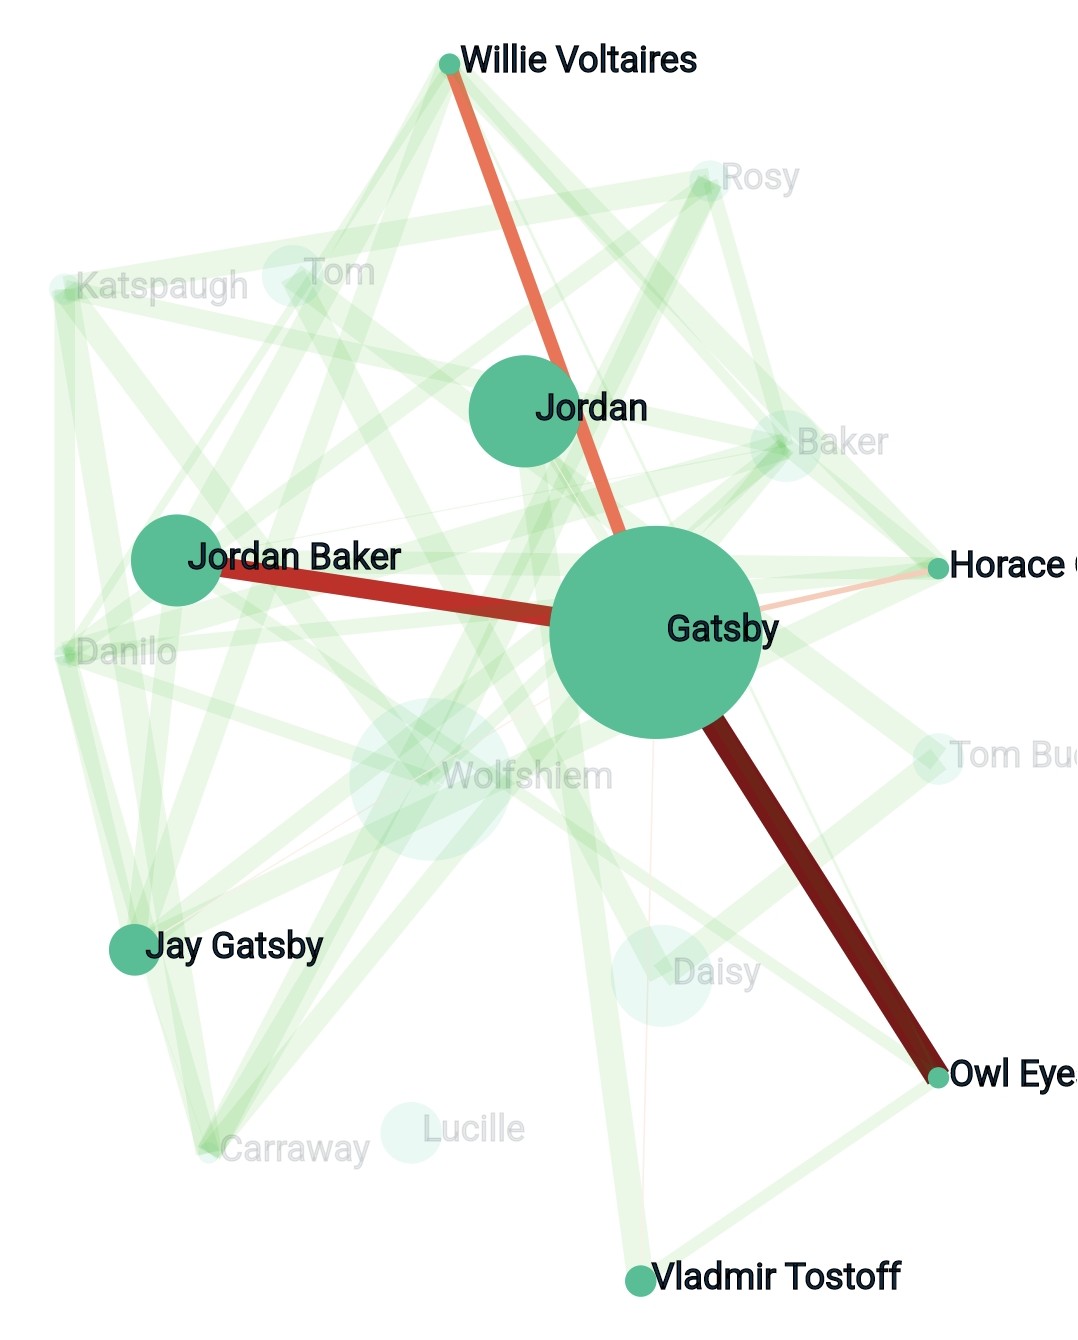 Willie Voltaires
Rosy
Tom
Katspaugh
Jordan
Baker
Jordan Baker
Horace
Gatsby
Danilo
Tom
Wolfshiem
Jay Gatsby
Daisy
Owl Eye
Lucille
Carraway
Vladmir Tostoff